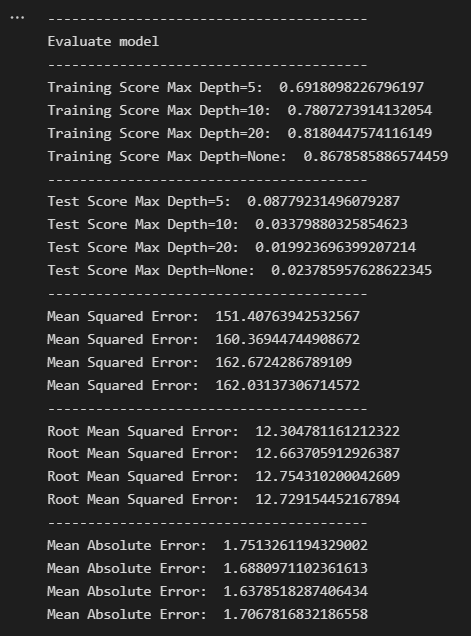 ...
----------------------------------------
Evaluate model
----------------------------------------
Training Score Max Depth=5:  0.6918098226796197
Training Score Max Depth=10:  0.7807273914132054
Training Score Max Depth=20:  0.8180447574116149
Training Score Max Depth=None:  0.8678585886574459
----------------------------------------
Test Score Max Depth=5:  0.08779231496079287
Test Score Max Depth=10:  0.03379880325854623
Test Score Max Depth=20:  0.019923696399207214
Test Score Max Depth=None:  0.023785957628622345
----------------------------------------
Mean Squared Error:  151.40763942532567
Mean Squared Error:  160.36944744908672
Mean Squared Error:  162.6724286789109
Mean Squared Error:  162.03137306714572
----------------------------------------
Root Mean Squared Error:  12.304781161212322
Root Mean Squared Error:  12.663705912926387
Root Mean Squared Error:  12.754310200042609
Root Mean Squared Error:  12.729154452167894
----------------------------------------
Mean Absolute Error:  1.7513261194329002
Mean Absolute Error:  1.6880971102361613
Mean Absolute Error:  1.6378518287406434
Mean Absolute Error:  1.7067816832186558